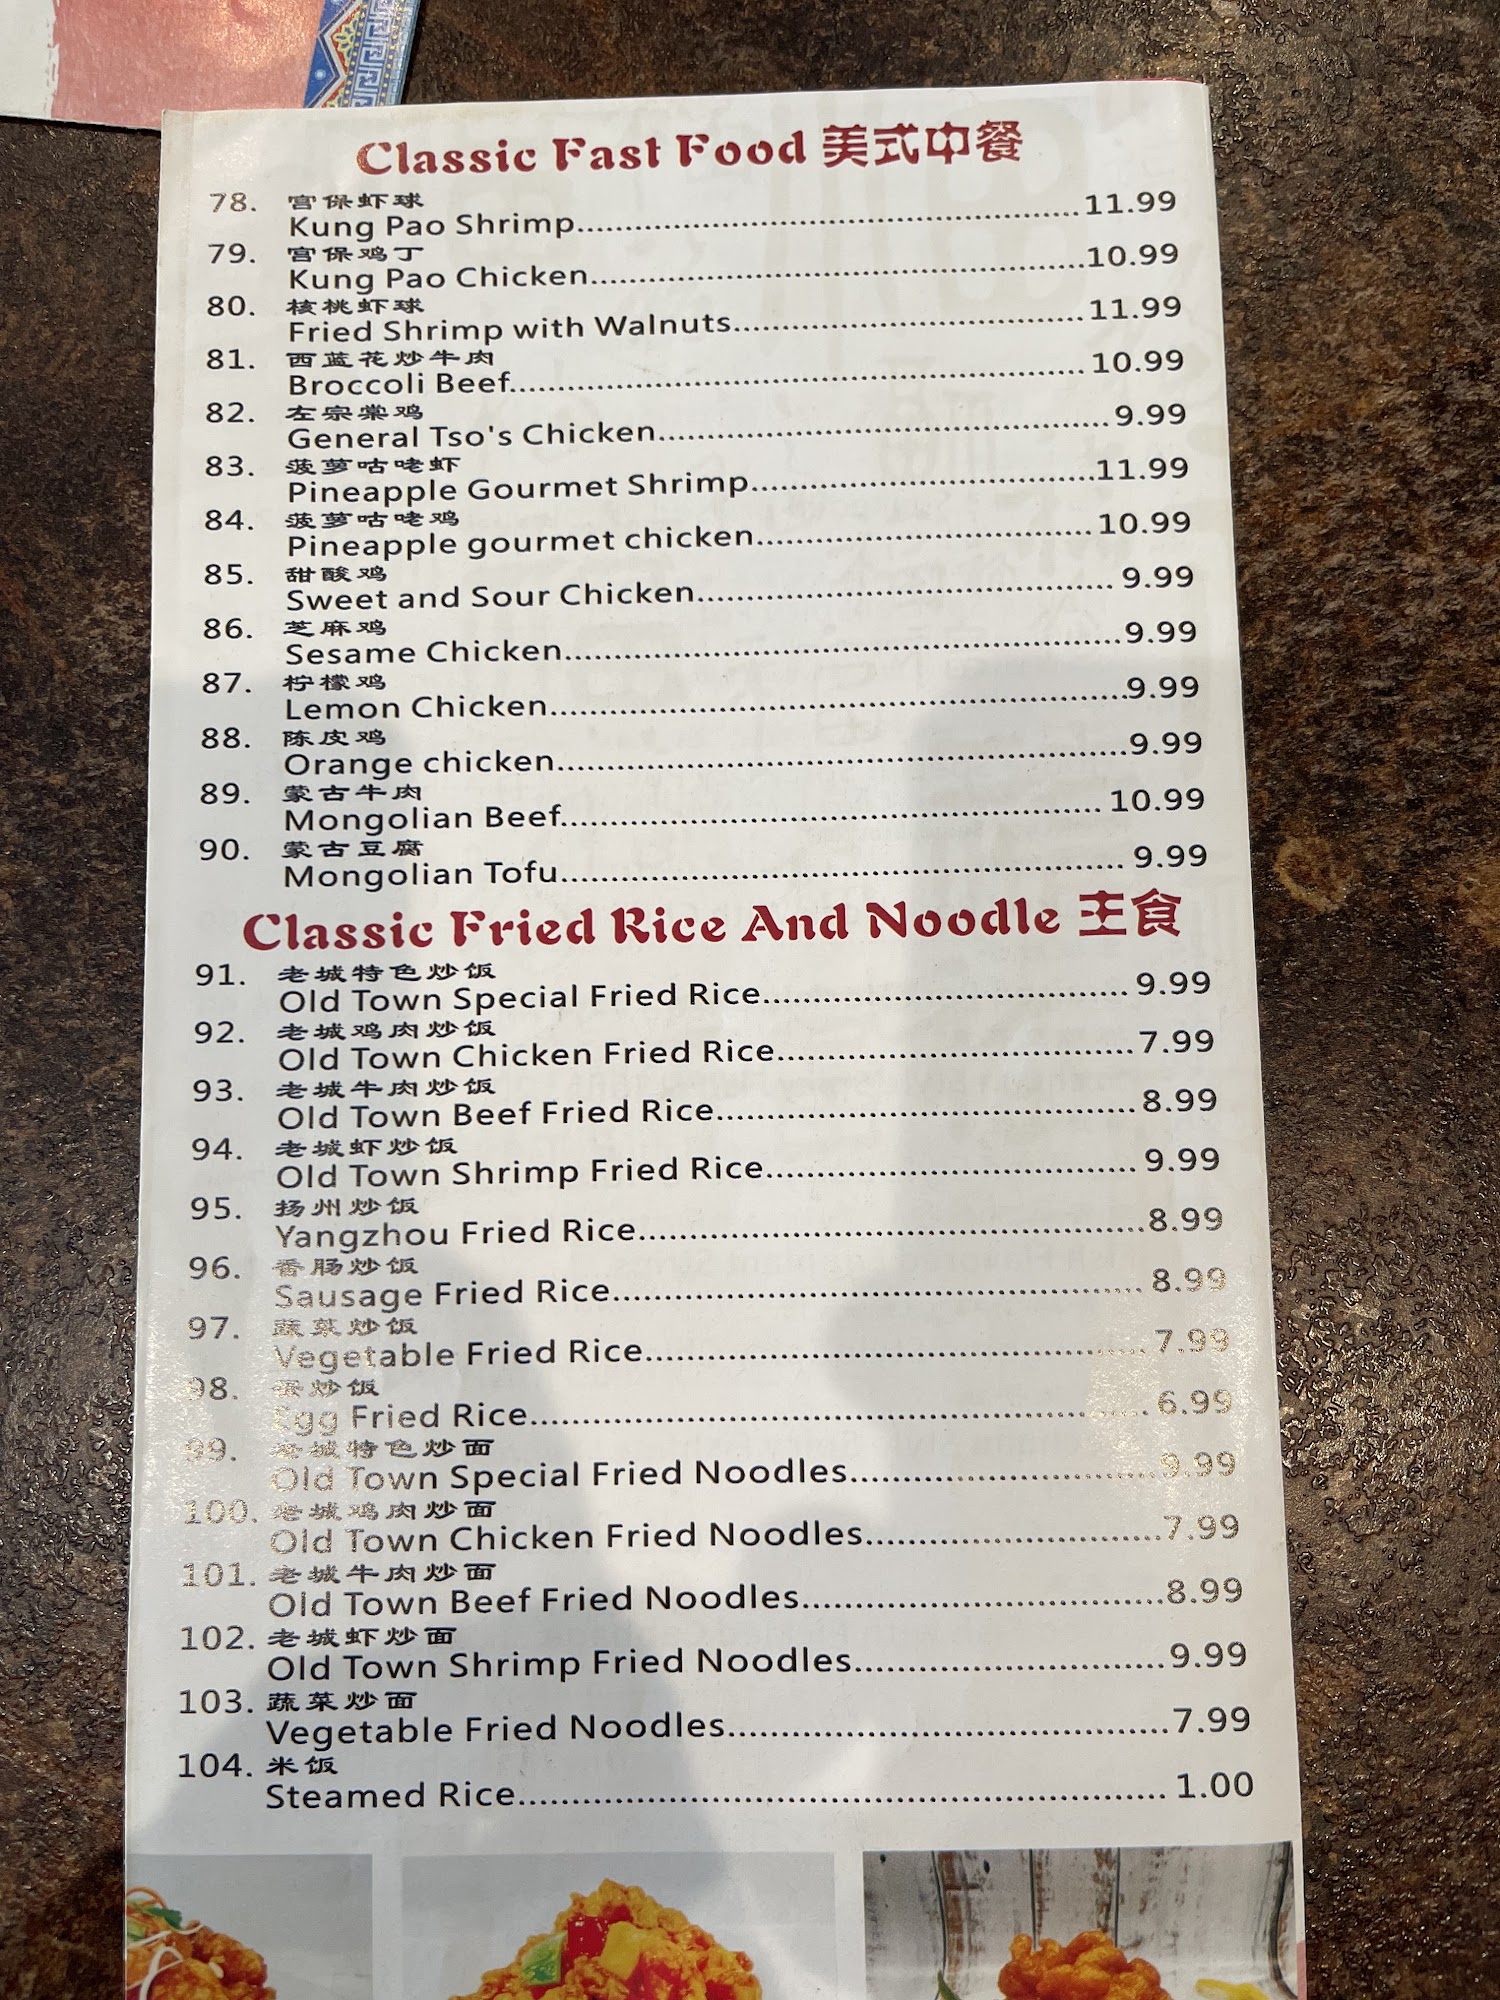 Classic Fast Food 美式中餐
78. 宫保虾球
Kung Pao Shrimp 11.99
79. 宫保鸡丁
Kung Pao Chicken 10.99
80. 核桃虾球
Fried Shrimp with Walnuts 11.99
81. 西蓝花炒牛肉
Broccoli Beef 10.99
82. 左宗棠鸡
General Tso's Chicken 9.99
83. 菠萝咕咾虾
Pineapple Gourmet Shrimp 11.99
84. 菠萝咕咾鸡
Pineapple gourmet chicken 10.99
85. 甜酸鸡
Sweet and Sour Chicken 9.99
86. 芝麻鸡
Sesame Chicken 9.99
87. 柠檬鸡
Lemon Chicken 9.99
88. 陈皮鸡
Orange chicken 9.99
89. 蒙古牛肉
Mongolian Beef 10.99
90. 蒙古豆腐
Mongolian Tofu 9.99
Classic Fried Rice And Noodle 主食
91. 老城特色炒饭
Old Town Special Fried Rice 9.99
92. 老城鸡肉炒饭
Old Town Chicken Fried Rice 7.99
93. 老城牛肉炒饭
Old Town Beef Fried Rice 8.99
94. 老城虾炒饭
Old Town Shrimp Fried Rice 9.99
95. 扬州炒饭
Yangzhou Fried Rice 8.99
96. 香肠炒饭
Sausage Fried Rice 8.99
97. 蔬菜炒饭
Vegetable Fried Rice 7.99
98. 蛋炒饭
Egg Fried Rice 6.99
99. 老城特色炒面
Old Town Special Fried Noodles 9.99
100. 老城鸡肉炒面
Old Town Chicken Fried Noodles 7.99
101. 老城牛肉炒面
Old Town Beef Fried Noodles 8.99
102. 老城虾炒面
Old Town Shrimp Fried Noodles 9.99
103. 蔬菜炒面
Vegetable Fried Noodles 7.99
104. 米饭
Steamed Rice 1.00